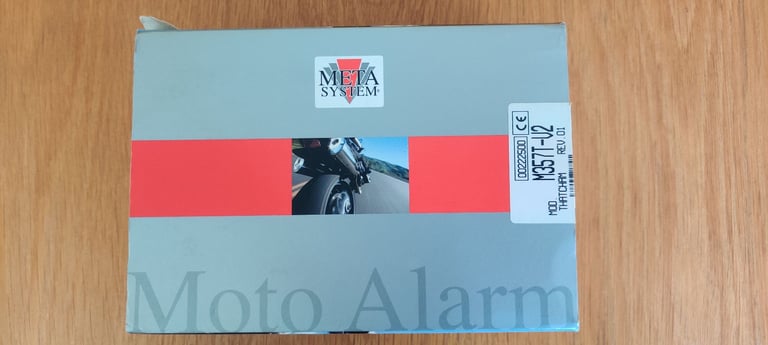 META
SYSTEM®
00222500
CE
MOD. M357T-V2
THATCHAM REV.01
Moto Alarm